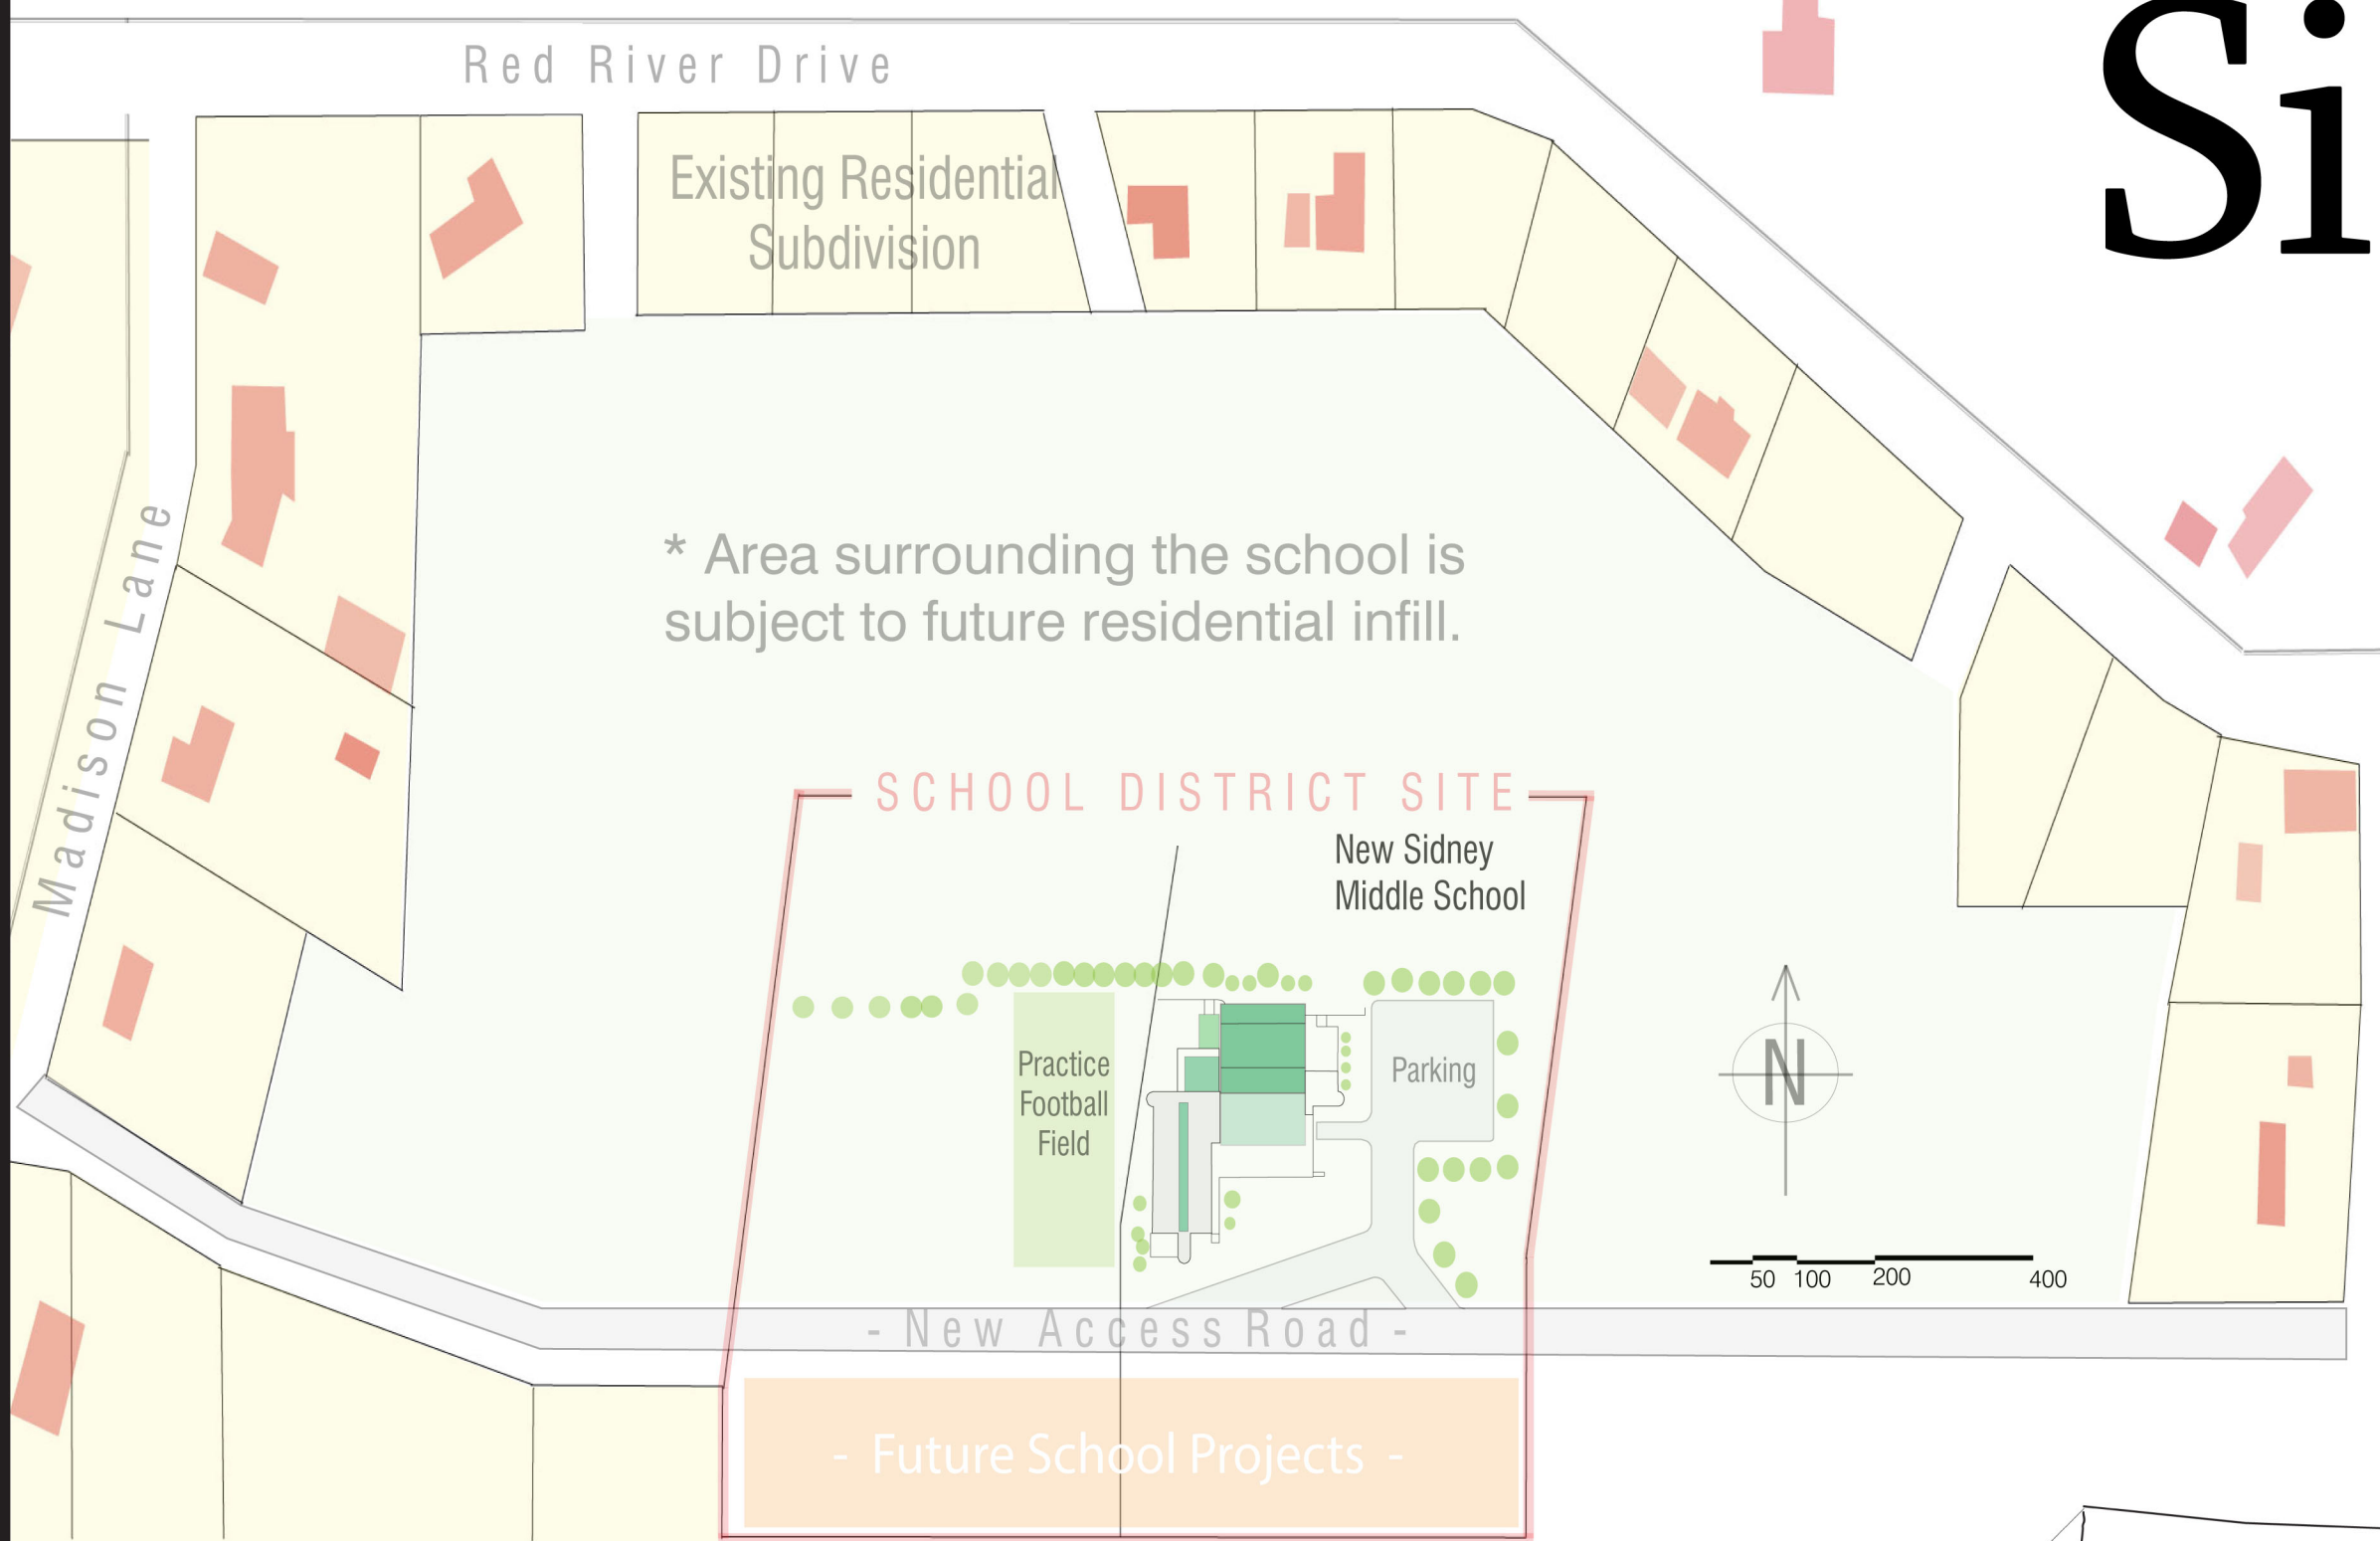 Si
Red River Drive
Existing Residential
Subdivision
Madison Lane
* Area surrounding the school is
subject to future residential infill.
SCHOOL DISTRICT SITE
New Sidney
Middle School
Practice
Football
Field
Parking
N
50 100 200 400
- New Access Road -
- Future School Projects -